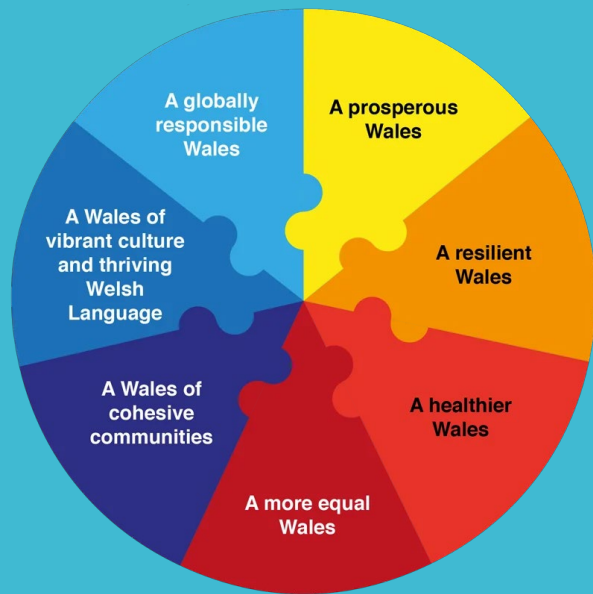 A prosperous
Wales
A resilient
Wales
A healthier
Wales
A more equal
Wales
A Wales of
cohesive
communities
A Wales of
vibrant culture
and thriving
Welsh
Language
A globally
responsible
Wales